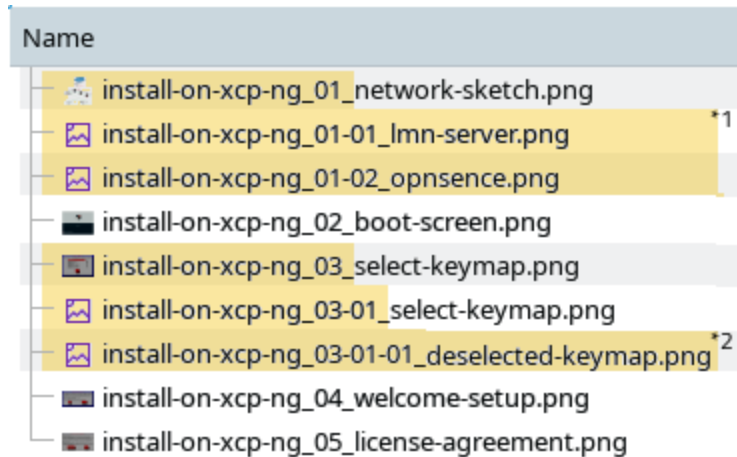 Name
install-on-xcp-ng_01_network-sketch.png
install-on-xcp-ng_01-01_lmn-server.png *1
install-on-xcp-ng_01-02_opnsence.png
install-on-xcp-ng_02_boot-screen.png
install-on-xcp-ng_03_select-keymap.png
install-on-xcp-ng_03-01_select-keymap.png
install-on-xcp-ng_03-01-01_deselected-keymap.png *2
install-on-xcp-ng_04_welcome-setup.png
install-on-xcp-ng_05_license-agreement.png